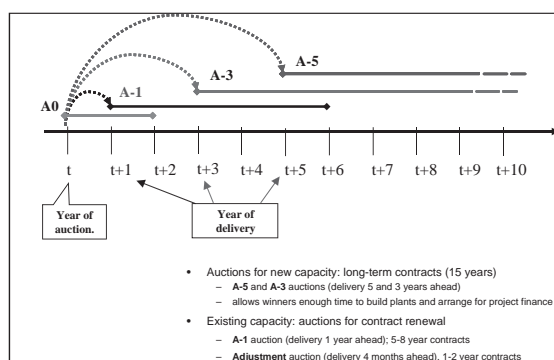 A-5
A-3
A-1
A0
t t+1 t+2 t+3 t+4 t+5 t+6 t+7 t+8 t+9 t+10
Year of
auction.
Year of
delivery
• Auctions for new capacity: long-term contracts (15 years)
– A-5 and A-3 auctions (delivery 5 and 3 years ahead)
– allows winners enough time to build plants and arrange for project finance
• Existing capacity: auctions for contract renewal
– A-1 auction (delivery 1 year ahead); 5-8 year contracts
– Adjustment auction (delivery 4 months ahead), 1-2 year contracts